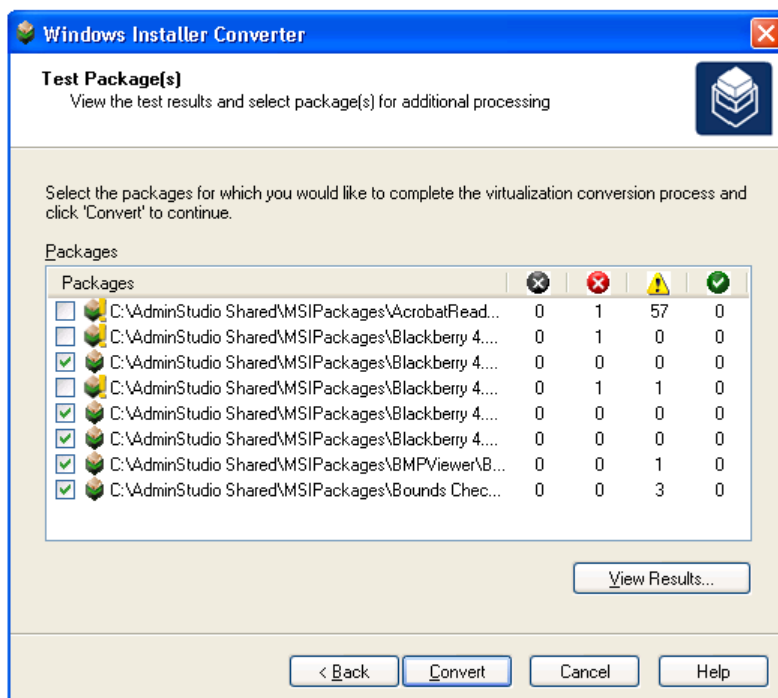 Windows Installer Converter
Test Package(s)
View the test results and select package(s) for additional processing
Select the packages for which you would like to complete the virtualization conversion process and
click 'Convert' to continue.
Packages
Packages
C:\AdminStudio Shared\MSIPackages\AcrobatRead... 0 1 57 0
C:\AdminStudio Shared\MSIPackages\Blackberry 4.... 0 1 0 0
C:\AdminStudio Shared\MSIPackages\Blackberry 4.... 0 0 0 0
C:\AdminStudio Shared\MSIPackages\Blackberry 4.... 0 1 1 0
C:\AdminStudio Shared\MSIPackages\Blackberry 4.... 0 0 0 0
C:\AdminStudio Shared\MSIPackages\Blackberry 4.... 0 0 0 0
C:\AdminStudio Shared\MSIPackages\BMPViewer\B... 0 0 1 0
C:\AdminStudio Shared\MSIPackages\Bounds Chec... 0 0 3 0
View Results...
< Back Convert Cancel Help